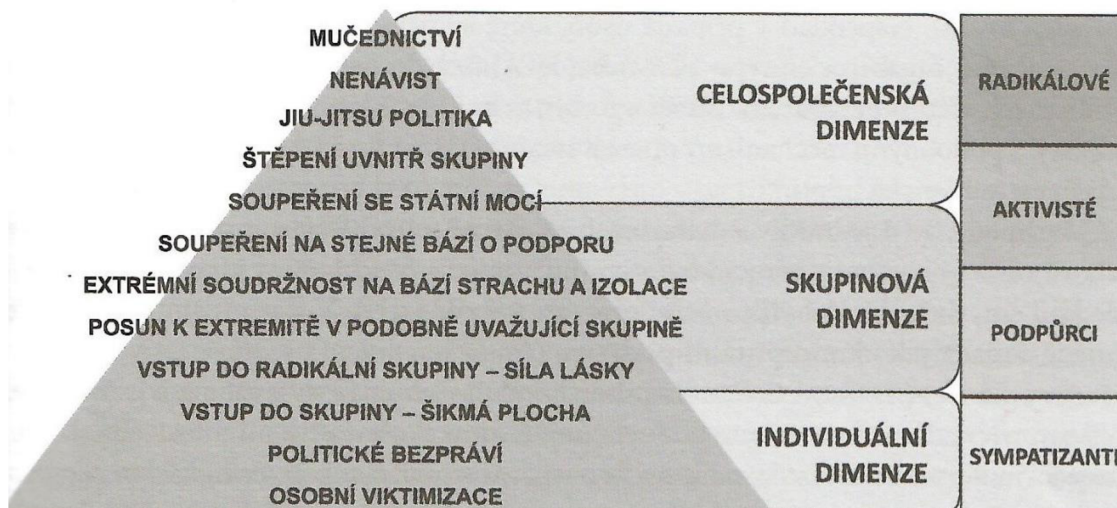 MUČEDNICTVÍ
NENÁVIST
JIU-JITSU POLITIKA
ŠTĚPENÍ UVNITŘ SKUPINY
SOUPEŘENÍ SE STÁTNÍ MOCÍ
SOUPEŘENÍ NA STEJNÉ BÁZÍ O PODPORU
EXTRÉMNÍ SOUDRŽNOST NA BÁZÍ STRACHU A IZOLACE
POSUN K EXTREMITĚ V PODOBNĚ UVAŽUJÍCÍ SKUPINĚ
VSTUP DO RADIKÁLNÍ SKUPINY – SÍLA LÁSKY
VSTUP DO SKUPINY – ŠIKMÁ PLOCHA
POLITICKÉ BEZPRÁVÍ
OSOBNÍ VIKTIMIZACE
CELOSPOLEČENSKÁ
DIMENZE
SKUPINOVÁ
DIMENZE
INDIVIDUÁLNÍ
DIMENZE
RADIKÁLOVÉ
AKTIVISTÉ
PODPŮRCI
SYMPATIZANTI